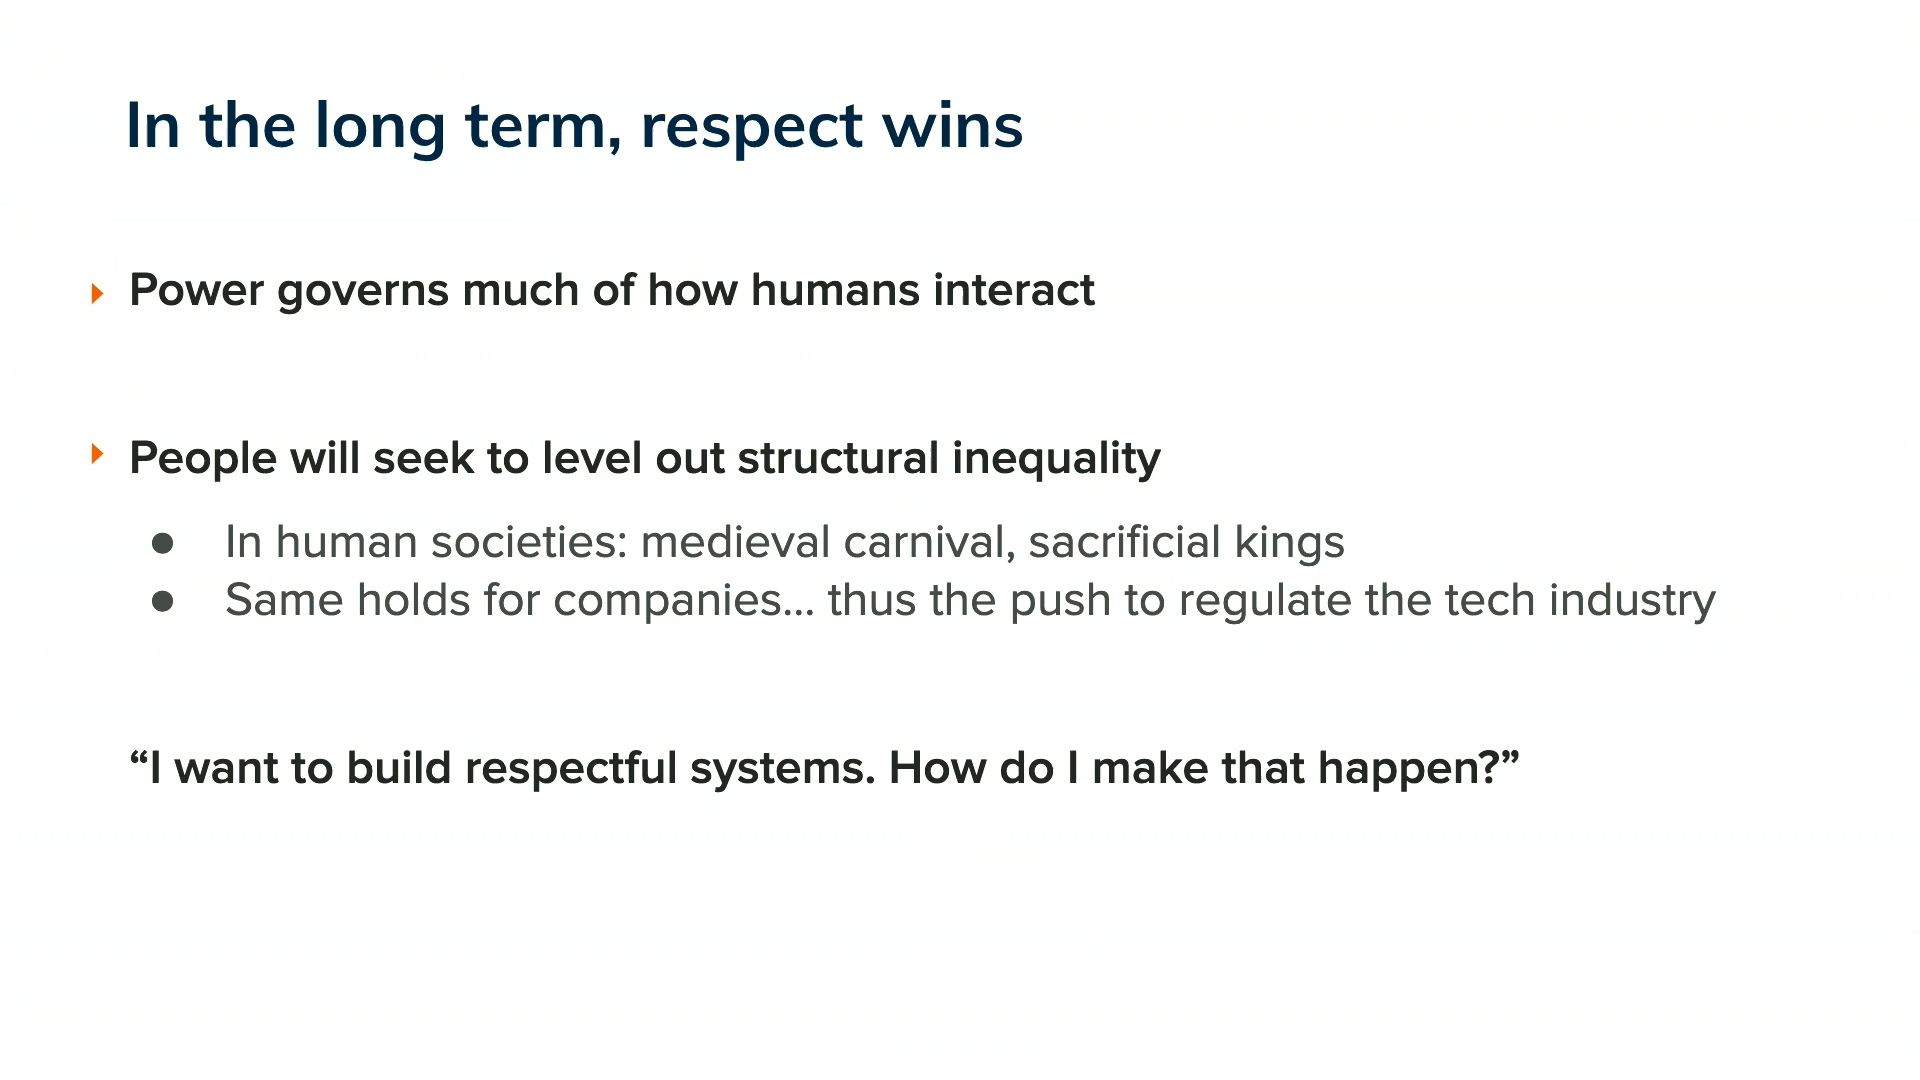 In the long term, respect wins
Power governs much of how humans interact
People will seek to level out structural inequality
In human societies: medieval carnival, sacrificial kings
Same holds for companies... thus the push to regulate the tech industry
“I want to build respectful systems. How do I make that happen?”